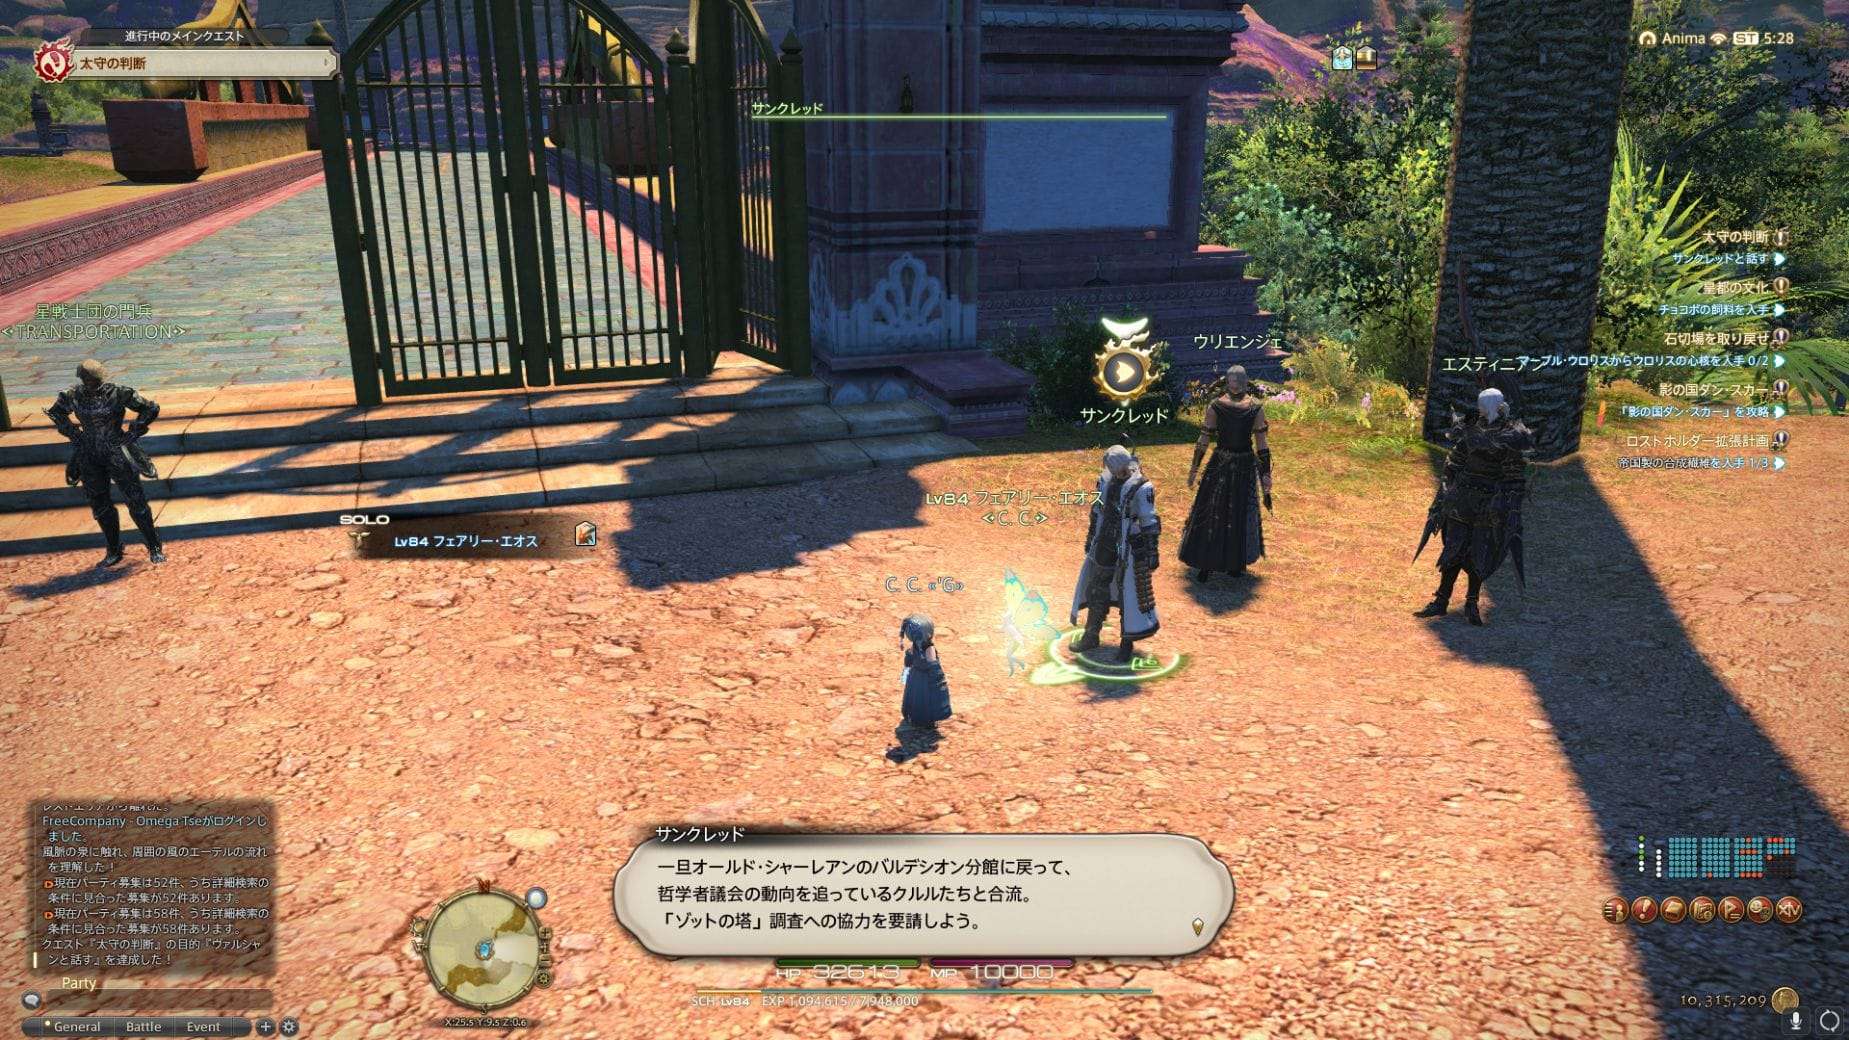 進行中のメインクエスト
太守の判断
Anima ST 5:28
サンクレッド
太守の判断
サンクレッドと話す
皇都の文化
チョコボの飼料を入手
石切場を取り戻せ
マーブル・ウロリスからウロリスの心核を入手 0/2
影の国ダン・スカー
「影の国ダン・スカー」を攻略
ロストホルダー拡張計画
帝国製の合成繊維を入手 1/3
星戦士団の門兵
<TRANSPORTATION>
ウリエンジェ
エスティニアン
サンクレッド
Lv84 フェアリー・エオス
<C. C.>
SOLO
Lv84 フェアリー・エオス
C. C. «'G»
FreeCompany - Omega Tseがログインし
ました。
風脈の泉に触れ、周囲の風のエーテルの流れ
を理解した！
現在パーティ募集は52件、うち詳細検索の
条件に見合った募集が52件あります。
現在パーティ募集は58件、うち詳細検索の
条件に見合った募集が58件あります。
クエスト『太守の判断』の目的『ヴァルシャ
ンと話す』を達成した！
Party
General Battle Event
N
X:25.5 Y:9.5 Z:0.6
サンクレッド
一旦オールド・シャーレアンのバルデシオン分館に戻って、
哲学者議会の動向を追っているクルルたちと合流。
「ゾットの塔」調査への協力を要請しよう。
HP 32613 MP 10000
SCH Lv84 EXP 1,094,615/7,948,000
XIV
10,315,209